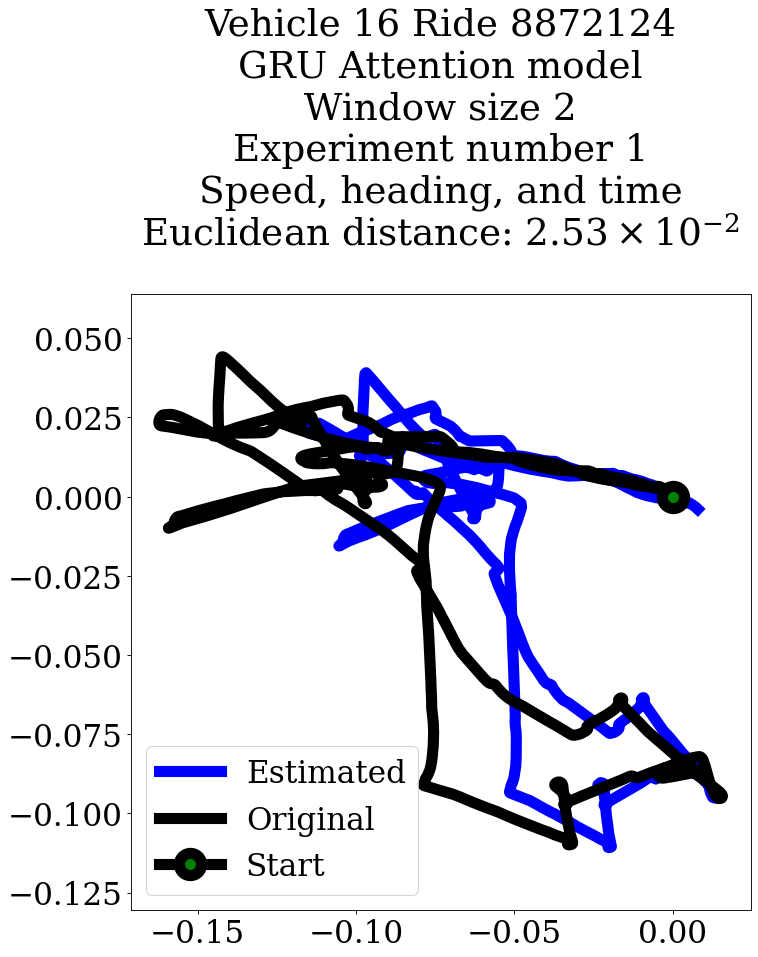 Vehicle 16 Ride 8872124
GRU Attention model
Window size 2
Experiment number 1
Speed, heading, and time
Euclidean distance: 2.53 × 10⁻²
0.050
0.025
0.000
−0.025
−0.050
−0.075
−0.100
−0.125
Estimated
Original
Start
−0.15
−0.10
−0.05
0.00